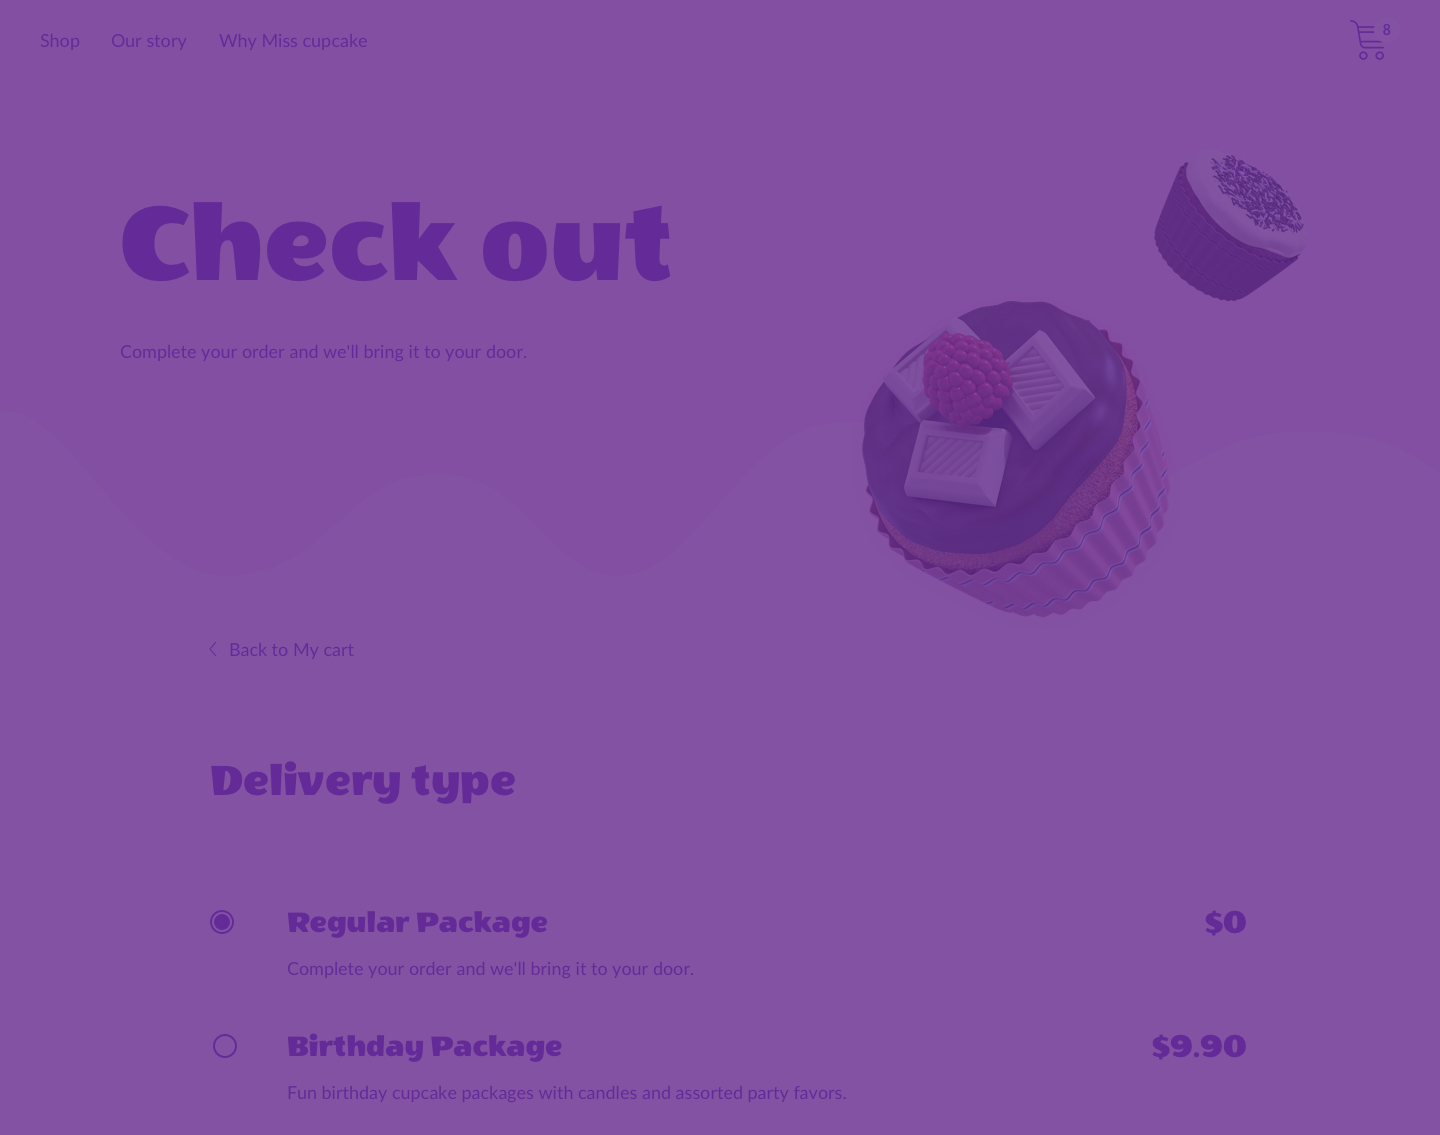 Shop Our story Why Miss cupcake 8
Check out
Complete your order and we'll bring it to your door.
Back to My cart
Delivery type
Regular Package $0
Complete your order and we'll bring it to your door.
Birthday Package $9.90
Fun birthday cupcake packages with candles and assorted party favors.